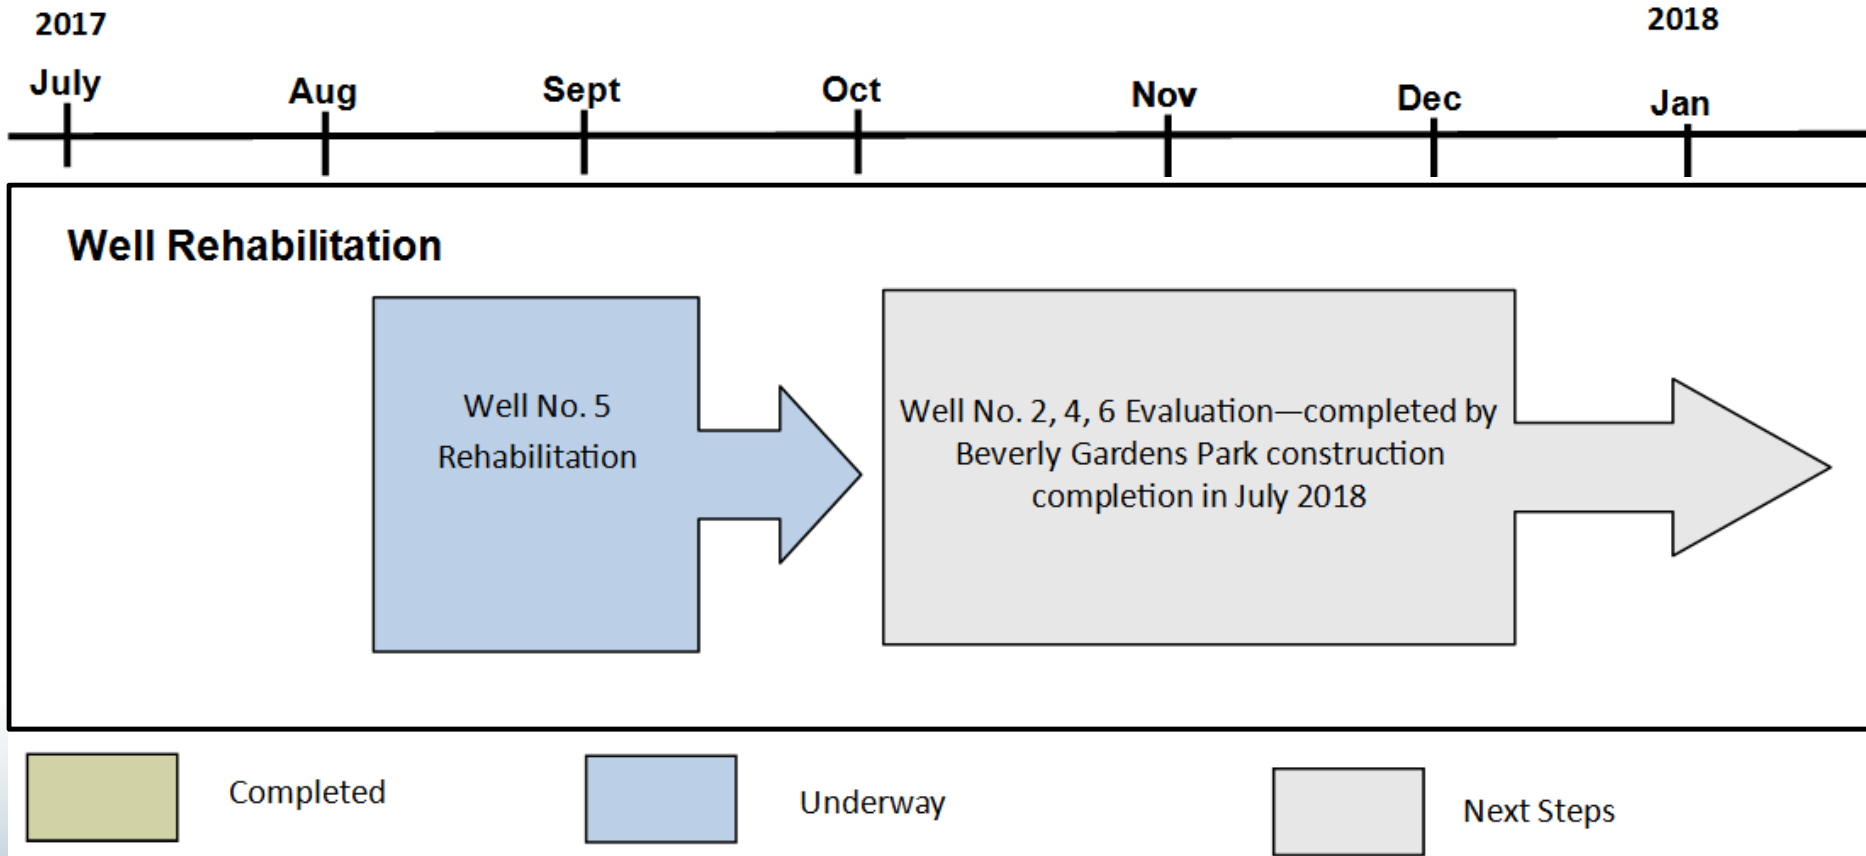 2017
2018
July
Aug
Sept
Oct
Nov
Dec
Jan
Well Rehabilitation
Well No. 5
Rehabilitation
Well No. 2, 4, 6 Evaluation—completed by
Beverly Gardens Park construction
completion in July 2018
Completed
Underway
Next Steps